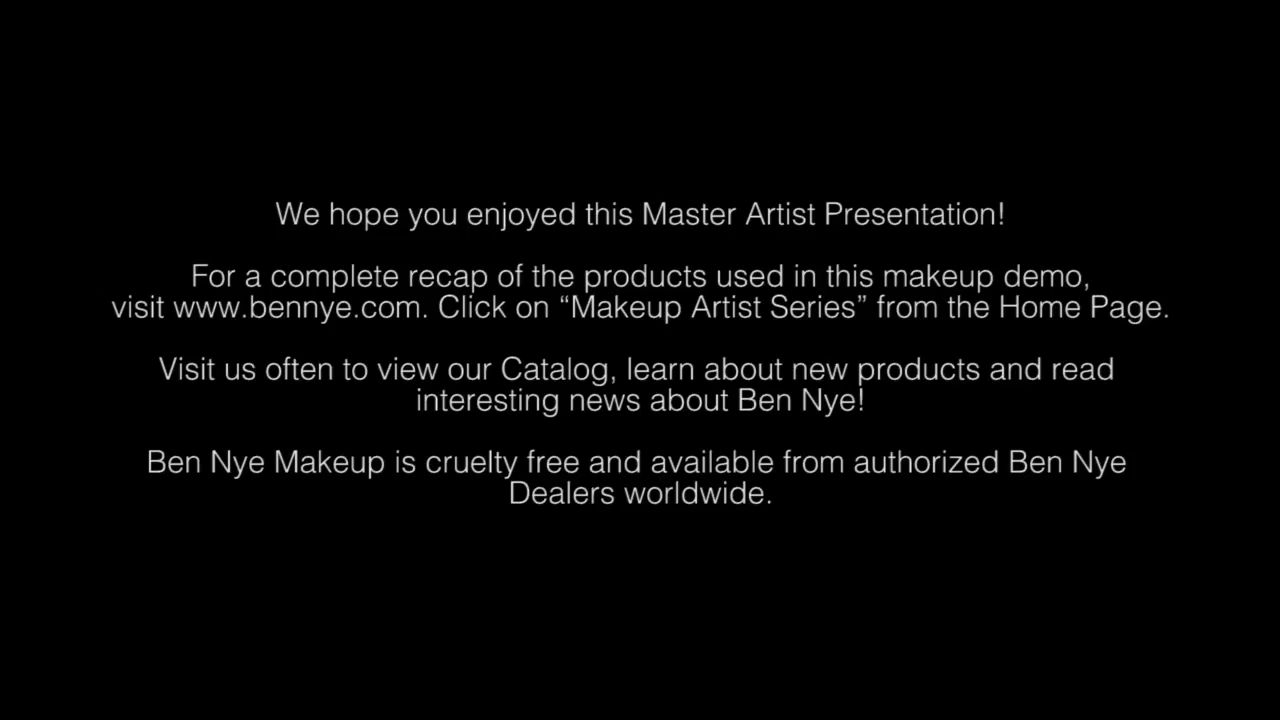 We hope you enjoyed this Master Artist Presentation!
For a complete recap of the products used in this makeup demo,
visit www.bennye.com. Click on “Makeup Artist Series” from the Home Page.
Visit us often to view our Catalog, learn about new products and read
interesting news about Ben Nye!
Ben Nye Makeup is cruelty free and available from authorized Ben Nye
Dealers worldwide.